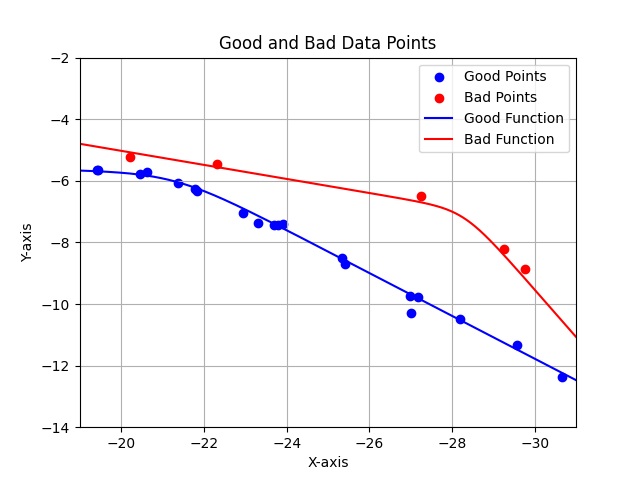 Good and Bad Data Points
Good Points
Bad Points
Good Function
Bad Function
Y-axis
−2
−4
−6
−8
−10
−12
−14
−20
−22
−24
−26
−28
−30
X-axis